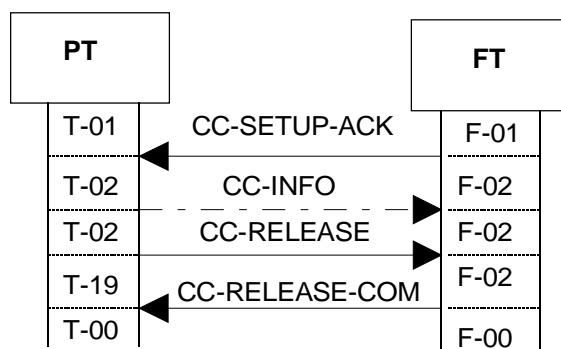 PT
FT
T-01 CC-SETUP-ACK F-01
T-02 CC-INFO F-02
T-02 CC-RELEASE F-02
T-19 CC-RELEASE-COM F-02
T-00 F-00